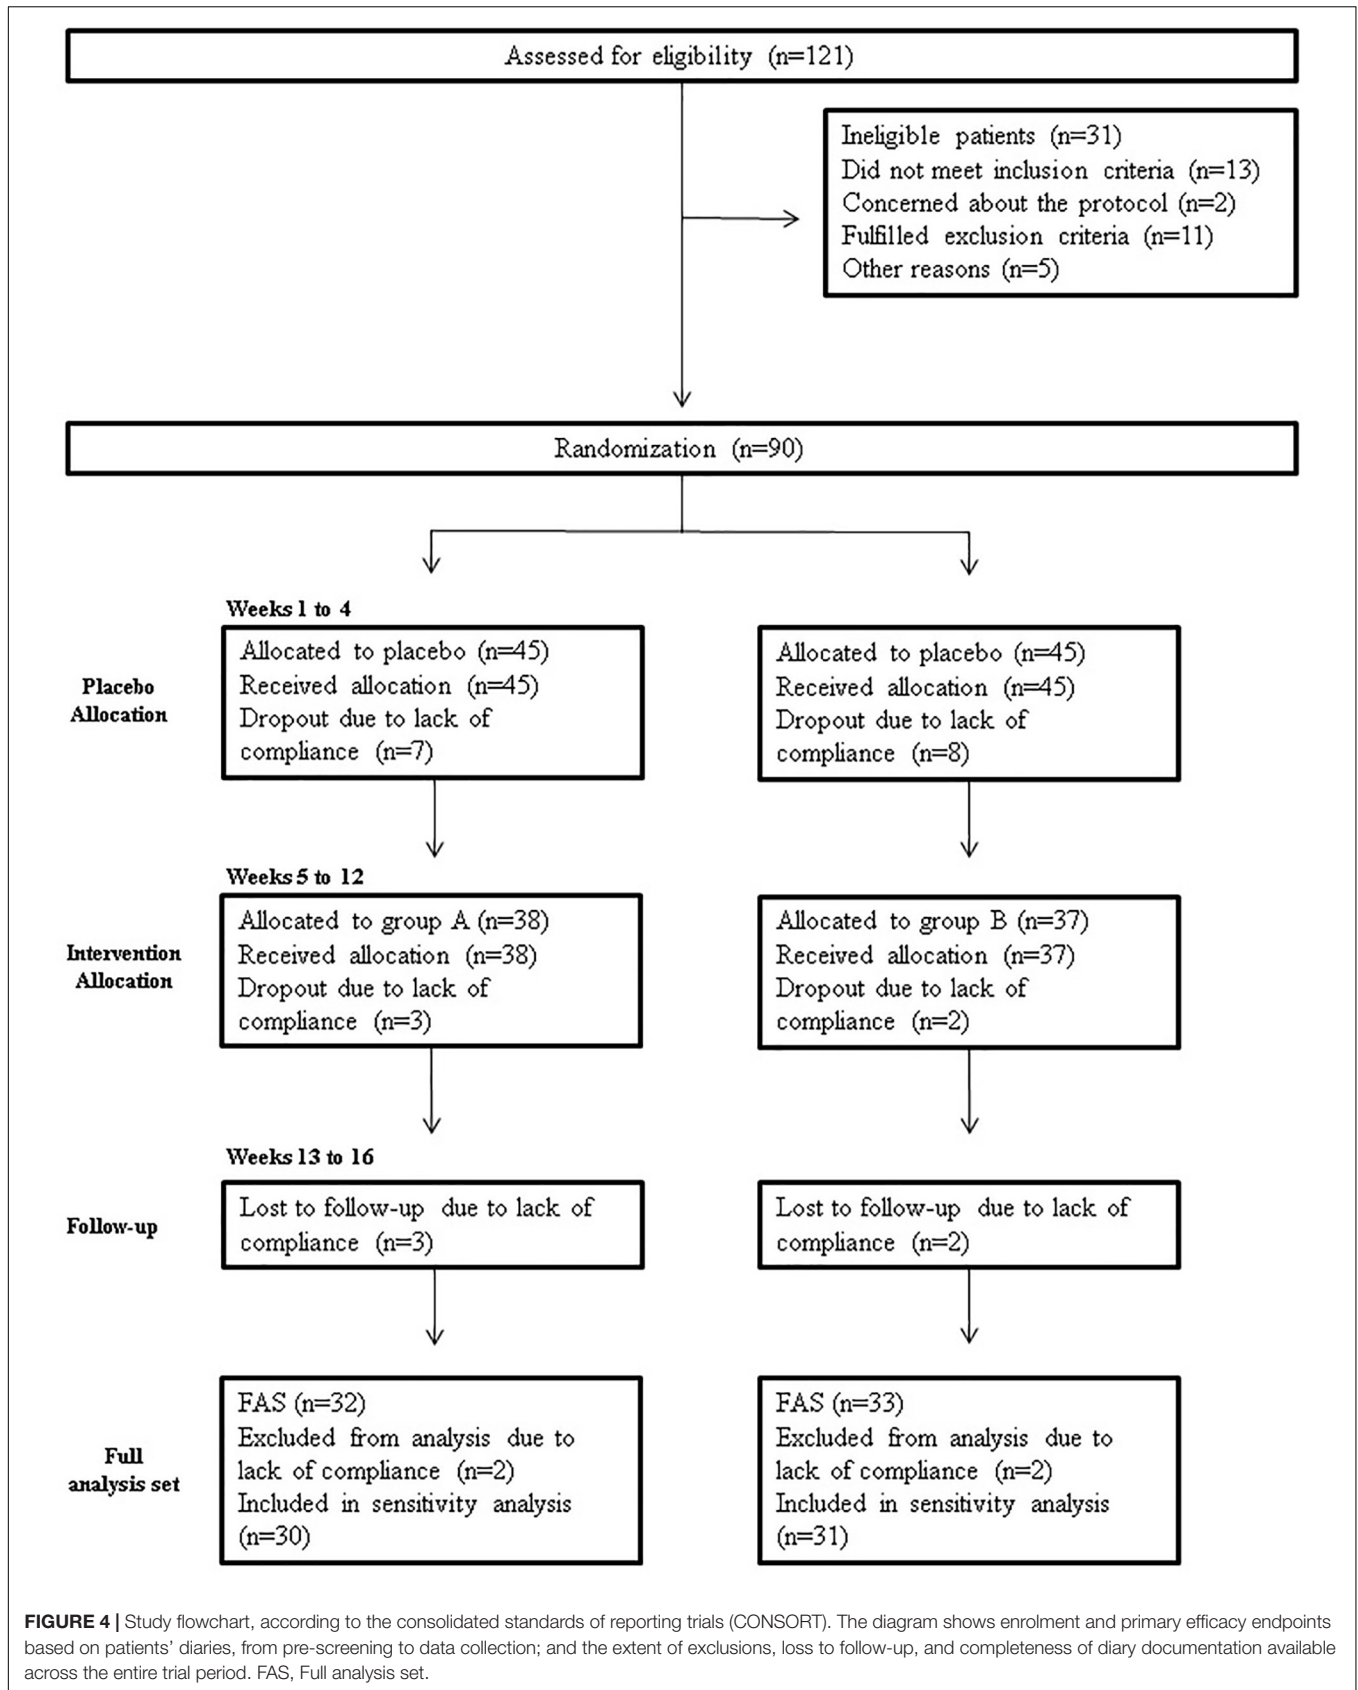 Assessed for eligibility (n=121)
Ineligible patients (n=31)
Did not meet inclusion criteria (n=13)
Concerned about the protocol (n=2)
Fulfilled exclusion criteria (n=11)
Other reasons (n=5)
Randomization (n=90)
Weeks 1 to 4
Placebo
Allocation
Allocated to placebo (n=45)
Received allocation (n=45)
Dropout due to lack of
compliance (n=7)
Allocated to placebo (n=45)
Received allocation (n=45)
Dropout due to lack of
compliance (n=8)
Weeks 5 to 12
Intervention
Allocation
Allocated to group A (n=38)
Received allocation (n=38)
Dropout due to lack of
compliance (n=3)
Allocated to group B (n=37)
Received allocation (n=37)
Dropout due to lack of
compliance (n=2)
Weeks 13 to 16
Follow-up
Lost to follow-up due to lack of
compliance (n=3)
Lost to follow-up due to lack of
compliance (n=2)
Full
analysis set
FAS (n=32)
Excluded from analysis due to
lack of compliance (n=2)
Included in sensitivity analysis
(n=30)
FAS (n=33)
Excluded from analysis due to
lack of compliance (n=2)
Included in sensitivity analysis
(n=31)
FIGURE 4 | Study flowchart, according to the consolidated standards of reporting trials (CONSORT). The diagram shows enrolment and primary efficacy endpoints
based on patients' diaries, from pre-screening to data collection; and the extent of exclusions, loss to follow-up, and completeness of diary documentation available
across the entire trial period. FAS, Full analysis set.